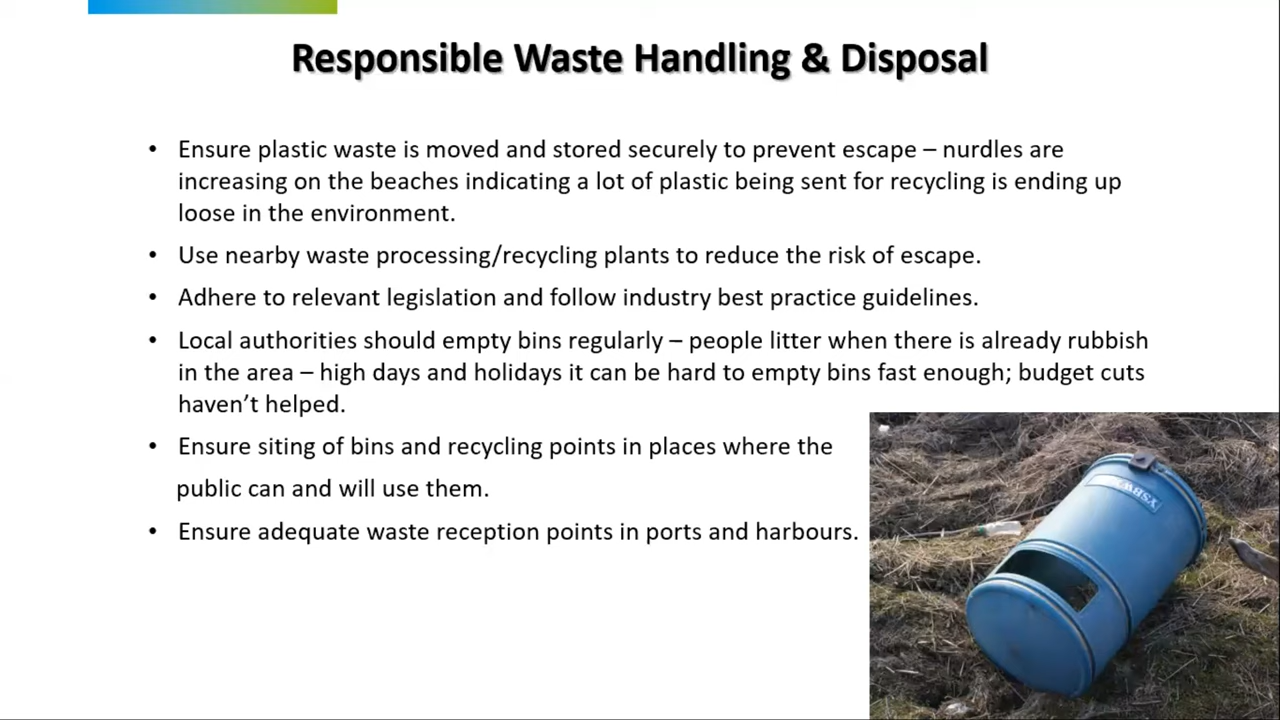 Responsible Waste Handling & Disposal
• Ensure plastic waste is moved and stored securely to prevent escape – nurdles are
increasing on the beaches indicating a lot of plastic being sent for recycling is ending up
loose in the environment.
• Use nearby waste processing/recycling plants to reduce the risk of escape.
• Adhere to relevant legislation and follow industry best practice guidelines.
• Local authorities should empty bins regularly – people litter when there is already rubbish
in the area – high days and holidays it can be hard to empty bins fast enough; budget cuts
haven’t helped.
• Ensure siting of bins and recycling points in places where the
public can and will use them.
• Ensure adequate waste reception points in ports and harbours.